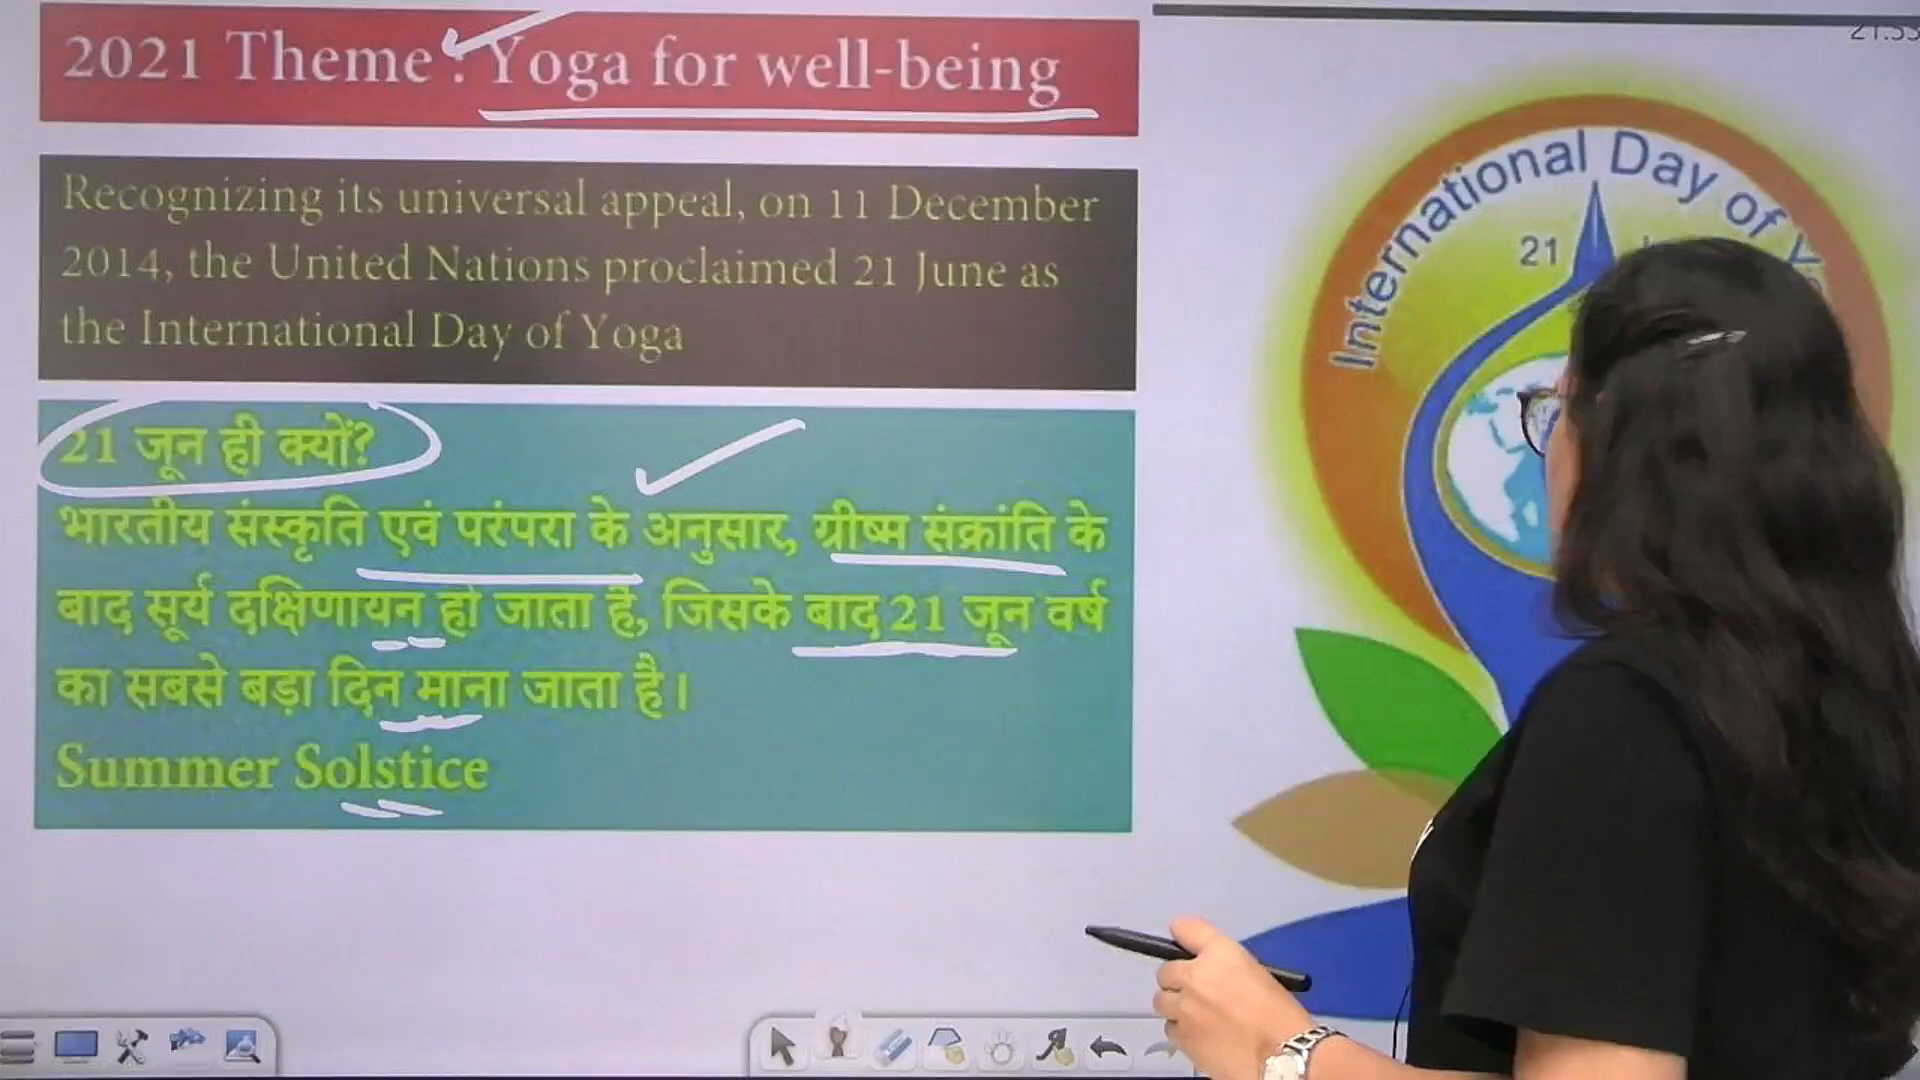 2021 Theme : Yoga for well-being
Recognizing its universal appeal, on 11 December
2014, the United Nations proclaimed 21 June as
the International Day of Yoga
21 जून ही क्यों?
भारतीय संस्कृति एवं परंपरा के अनुसार, ग्रीष्म संक्रांति के
बाद सूर्य दक्षिणायन हो जाता है, जिसके बाद 21 जून वर्ष
का सबसे बड़ा दिन माना जाता है।
Summer Solstice
International Day of
21